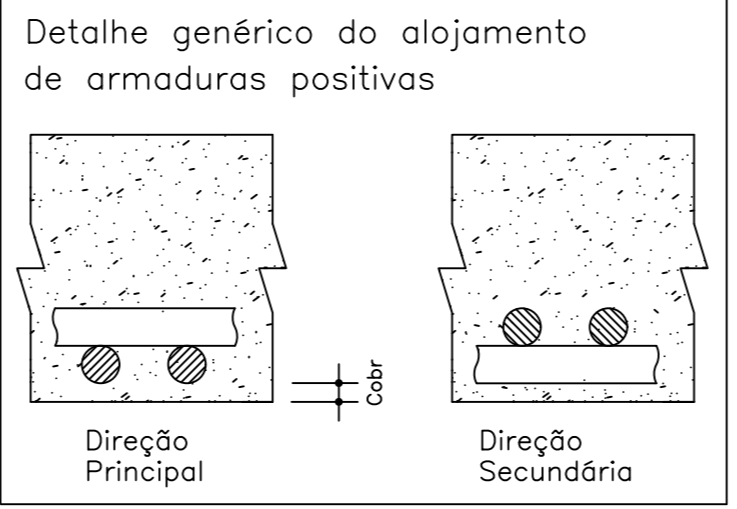 Detalhe genérico do alojamento
de armaduras positivas
Cobr
Direção
Principal
Direção
Secundária